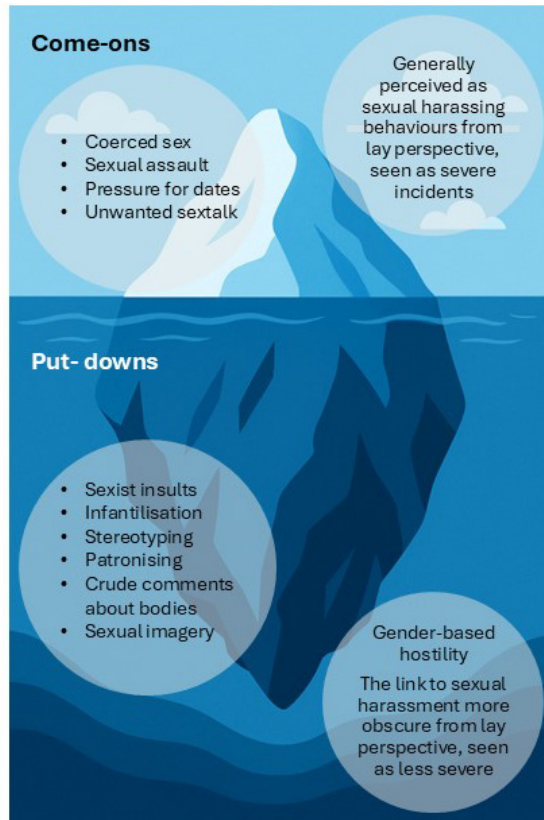 Come-ons
Generally
perceived as
sexual harassing
behaviours from
lay perspective,
seen as severe
incidents
• Coerced sex
• Sexual assault
• Pressure for dates
• Unwanted sextalk
Put- downs
• Sexist insults
• Infantilisation
• Stereotyping
• Patronising
• Crude comments
about bodies
• Sexual imagery
Gender-based
hostility
The link to sexual
harassment more
obscure from lay
perspective, seen
as less severe